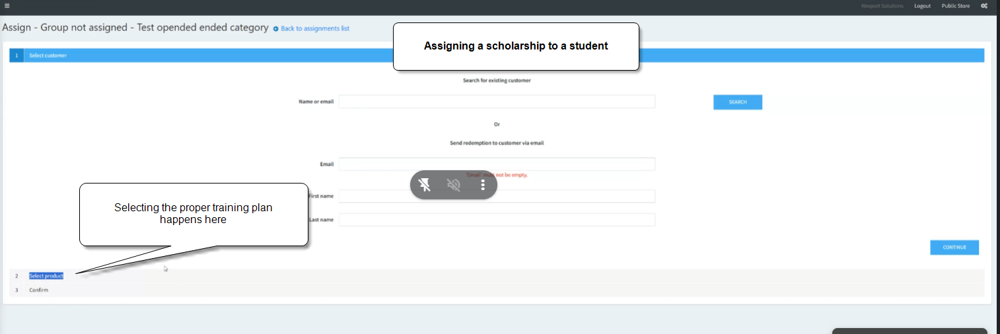 Nexport Solutions Logout Public Store
Assign - Group not assigned - Test opended ended category Back to assignments list
Assigning a scholarship to a student
1 Select customer
Search for existing customer
Name or email
SEARCH
Or
Send redemption to customer via email
Email
"Email" must not be empty.
First name
Selecting the proper training plan
happens here
Last name
CONTINUE
2 Select product
3 Confirm